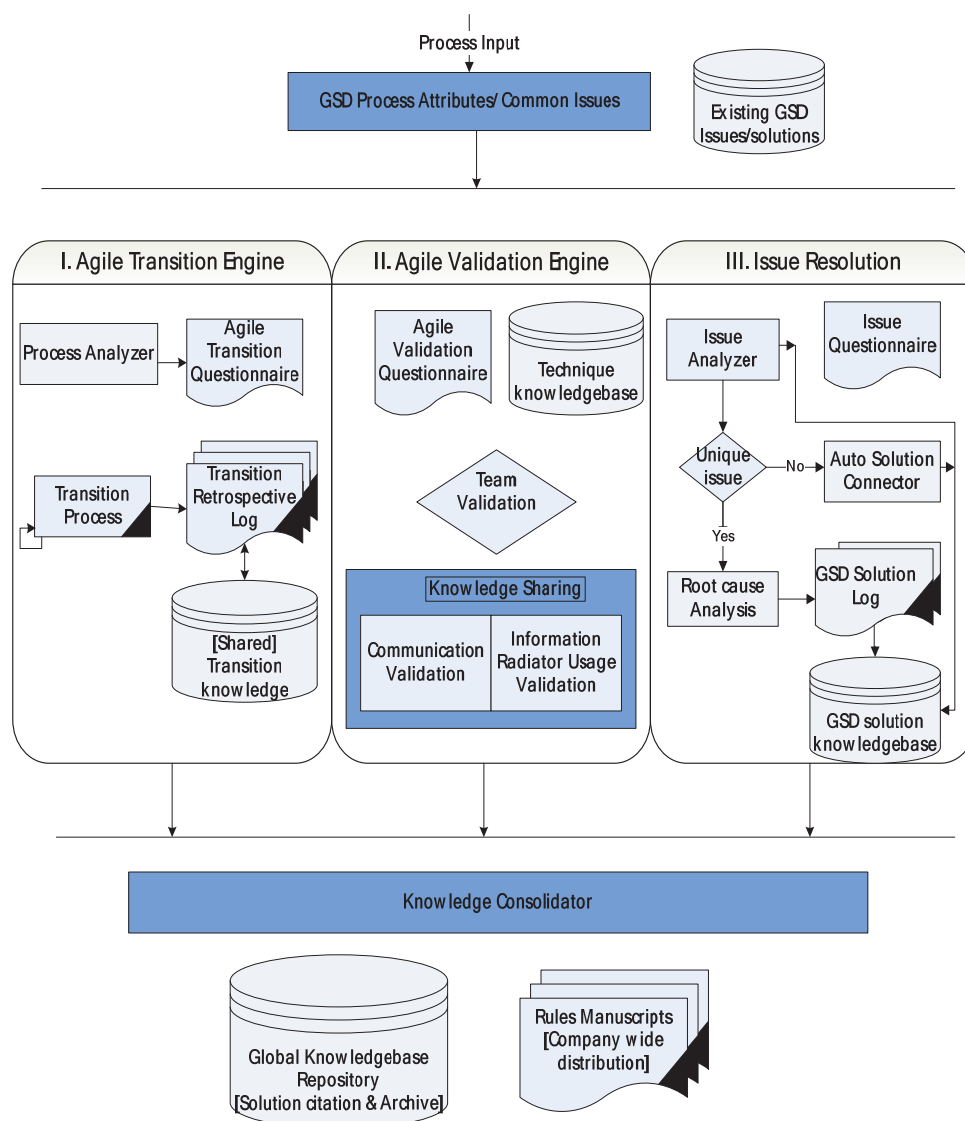 Process Input
GSD Process Attributes/ Common Issues
Existing GSD
Issues/solutions
I. Agile Transition Engine
II. Agile Validation Engine
III. Issue Resolution
Process Analyzer
Agile
Transition
Questionnaire
Transition
Process
Transition
Retrospective
Log
[Shared]
Transition
knowledge
Agile
Validation
Questionnaire
Technique
knowledgebase
Team
Validation
Knowledge Sharing
Communication
Validation
Information
Radiator Usage
Validation
Issue
Analyzer
Issue
Questionnaire
Unique
issue
No
Auto Solution
Connector
Yes
Root cause
Analysis
GSD Solution
Log
GSD solution
knowledgebase
Knowledge Consolidator
Global Knowledgebase
Repository
[Solution citation & Archive]
Rules Manuscripts
[Company wide
distribution]